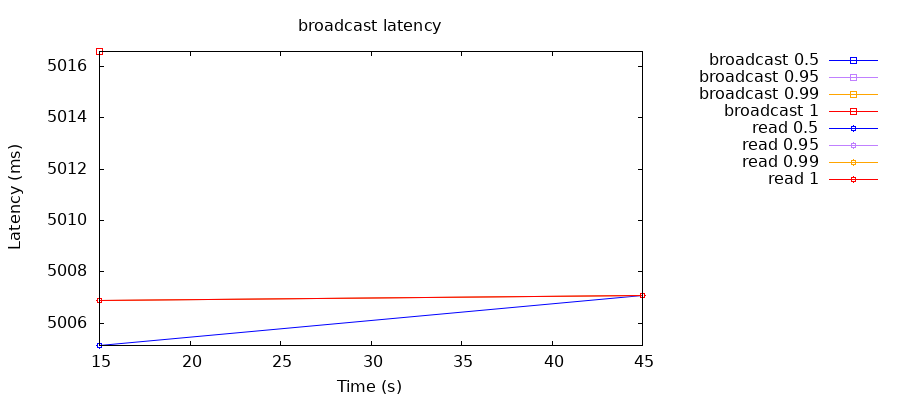 broadcast latency
5016
5014
5012
5010
5008
5006
Latency (ms)
15 20 25 30 35 40 45
Time (s)
broadcast 0.5
broadcast 0.95
broadcast 0.99
broadcast 1
read 0.5
read 0.95
read 0.99
read 1